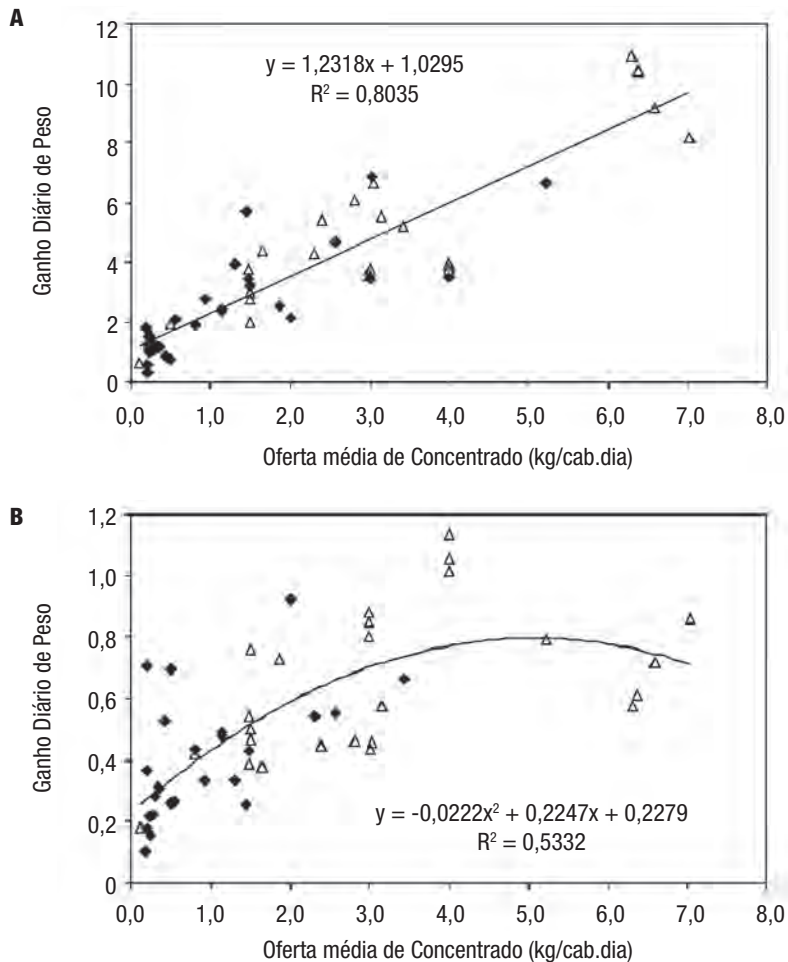 A
12
10
8
6
4
2
0
Ganho Diário de Peso
y = 1,2318x + 1,0295
R² = 0,8035
0,0 1,0 2,0 3,0 4,0 5,0 6,0 7,0 8,0
Oferta média de Concentrado (kg/cab.dia)
B
1,2
1,0
0,8
0,6
0,4
0,2
0
Ganho Diário de Peso
y = -0,0222x² + 0,2247x + 0,2279
R² = 0,5332
0,0 1,0 2,0 3,0 4,0 5,0 6,0 7,0 8,0
Oferta média de Concentrado (kg/cab.dia)